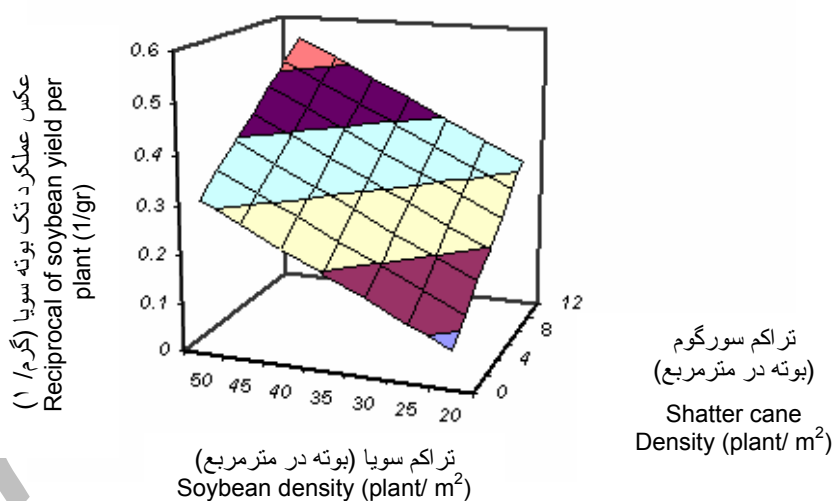 عکس عملکرد تک بوته سویا (گرم/ ۱)
Reciprocal of soybean yield per
plant (1/gr)
0.6
0.5
0.4
0.3
0.2
0.1
0
50 45 40 35 30 25 20
0 4 8 12
تراکم سویا (بوته در مترمربع)
Soybean density (plant/ m²)
تراکم سورگوم
(بوته در مترمربع)
Shatter cane
Density (plant/ m²)